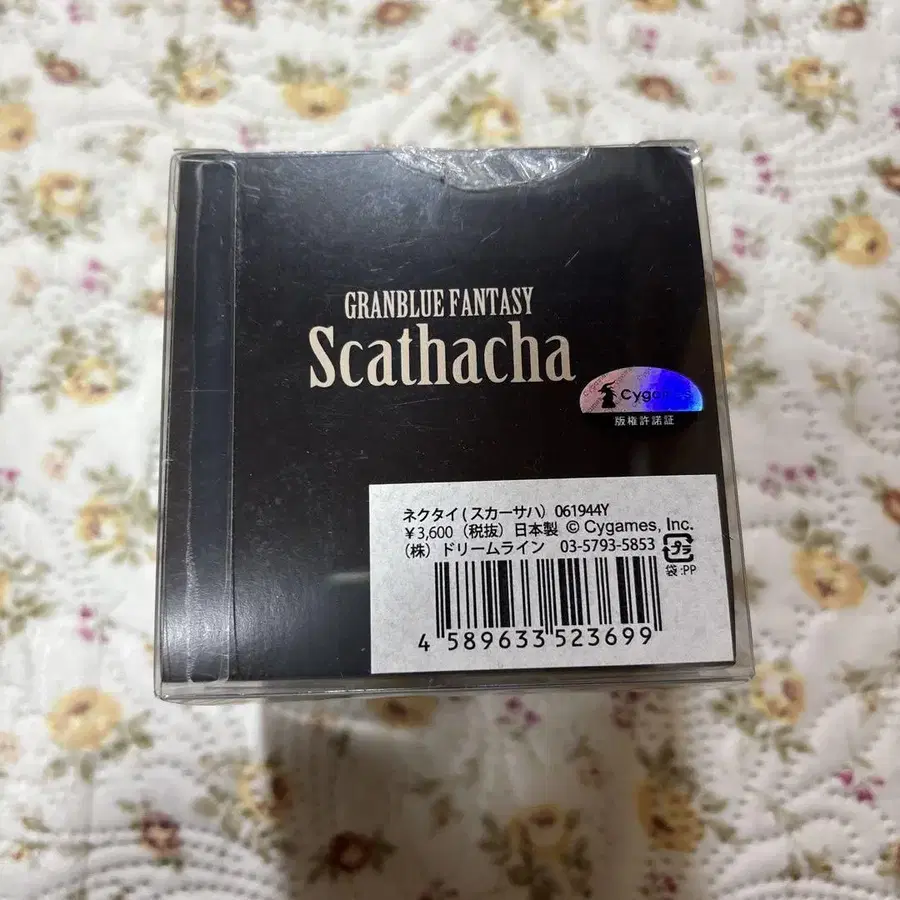 GRANBLUE FANTASY
Scathacha
Cygames
版権許諾証
ネクタイ(スカーサハ) 061944Y
¥3,600(税抜)日本製 © Cygames, Inc.
(株)ドリームライン 03-5793-5853
プラ
袋:PP
4 589633 523699